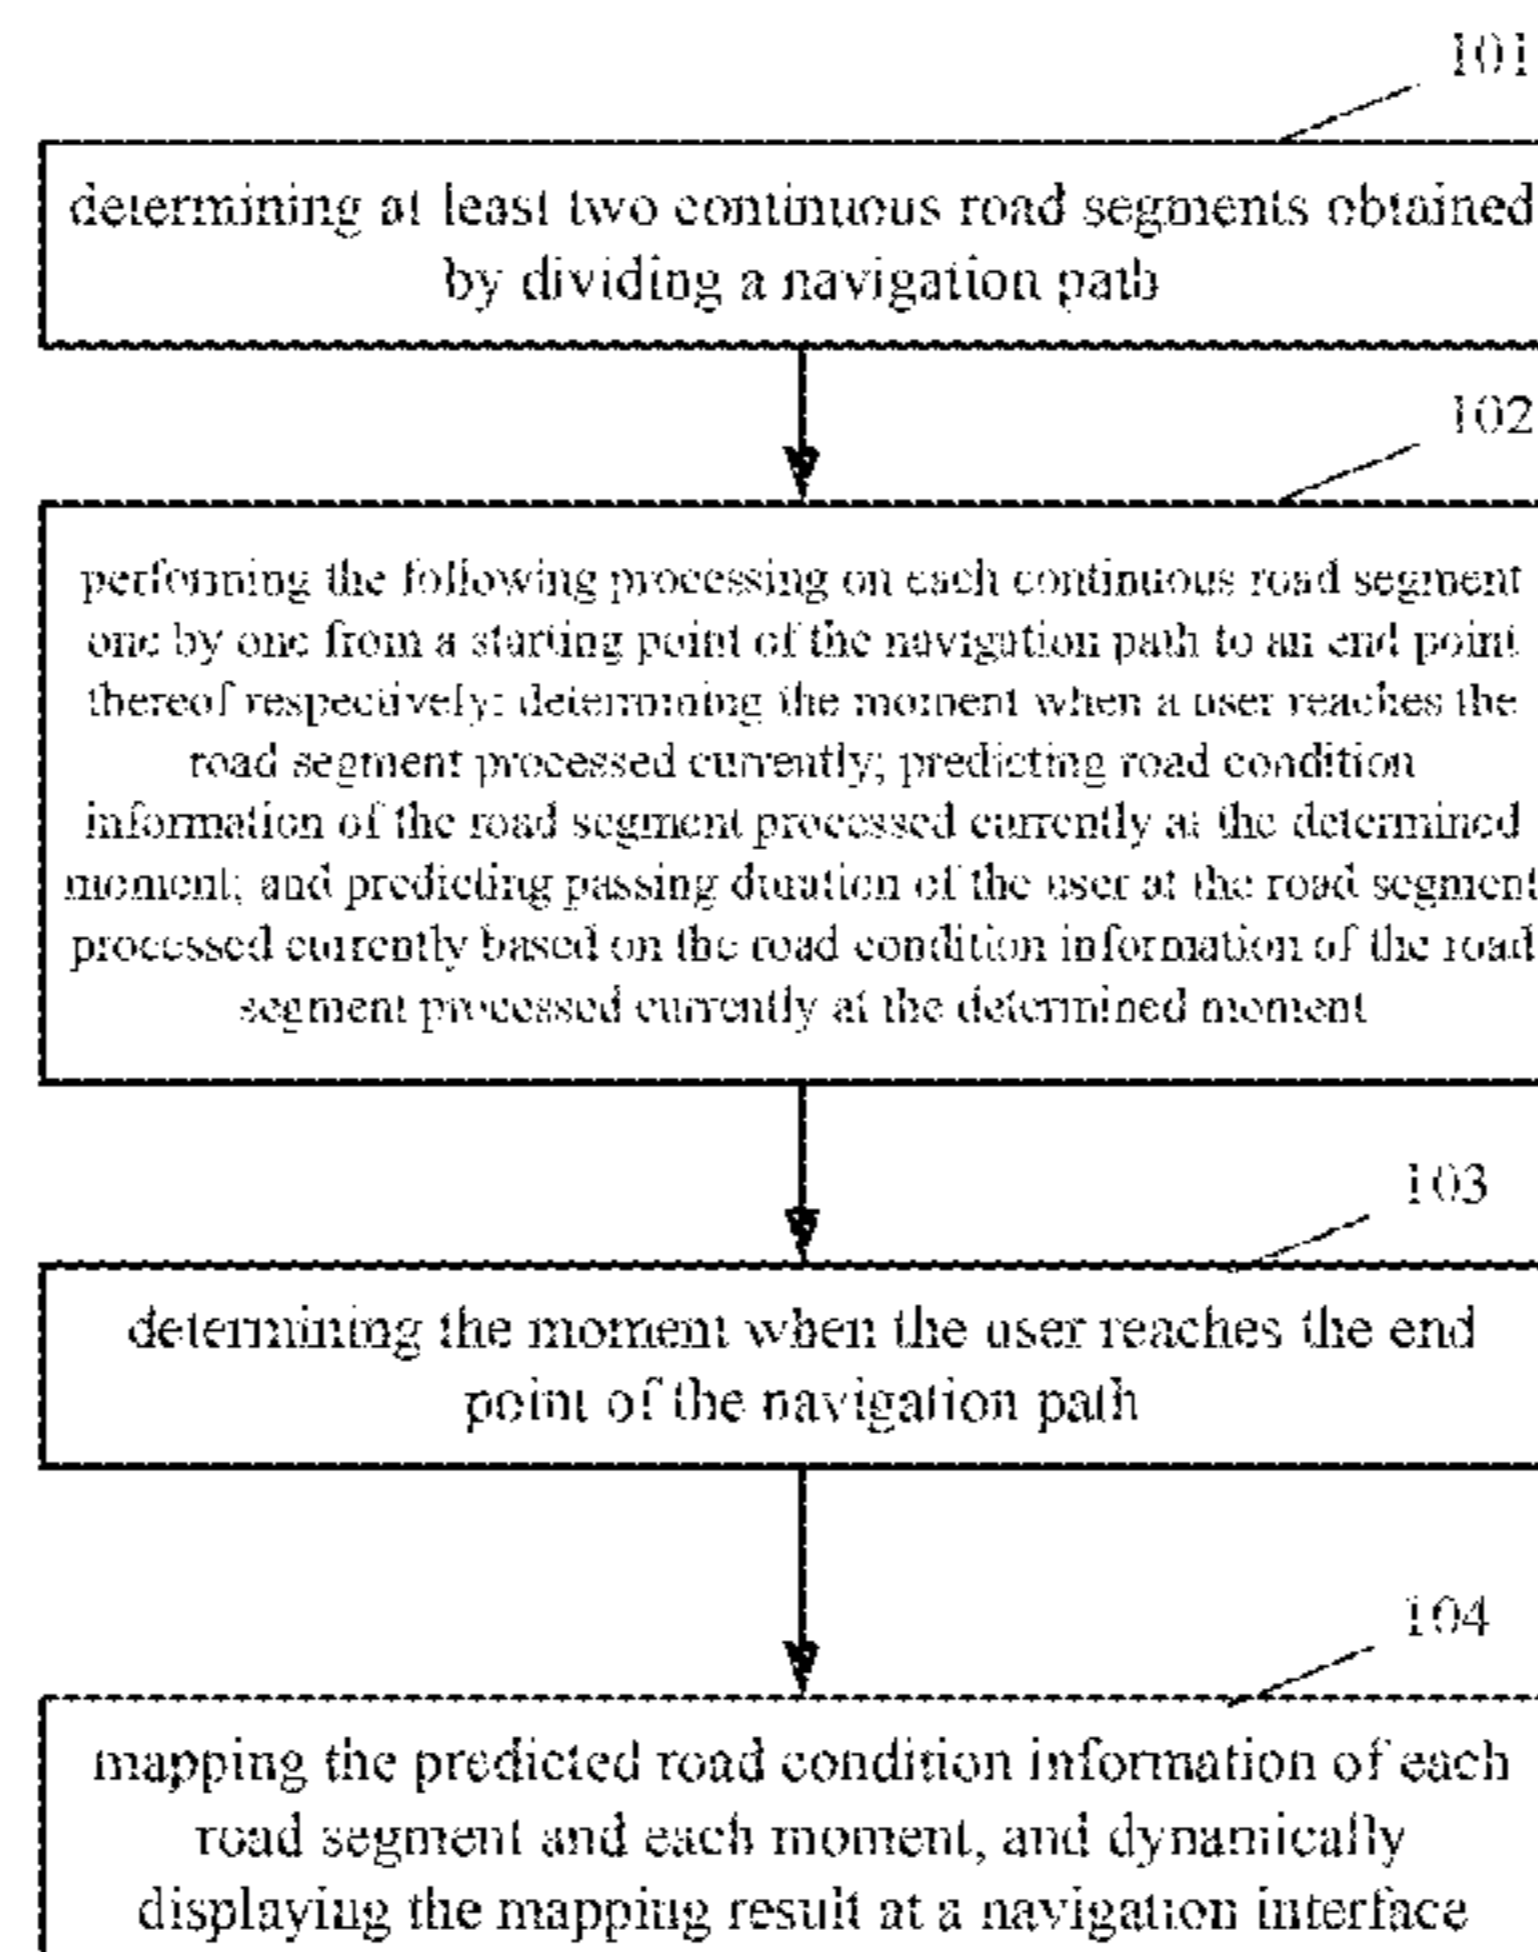 101
determining at least two continuous road segments obtained
by dividing a navigation path
102
performing the following processing on each continuous road segment
one by one from a starting point of the navigation path to an end point
thereof respectively: determining the moment when a user reaches the
road segment processed currently; predicting road condition
information of the road segment processed currently at the determined
moment; and predicting passing duration of the user at the road segment
processed currently based on the road condition information of the road
segment processed currently at the determined moment
103
determining the moment when the user reaches the end
point of the navigation path
104
mapping the predicted road condition information of each
road segment and each moment, and dynamically
displaying the mapping result at a navigation interface